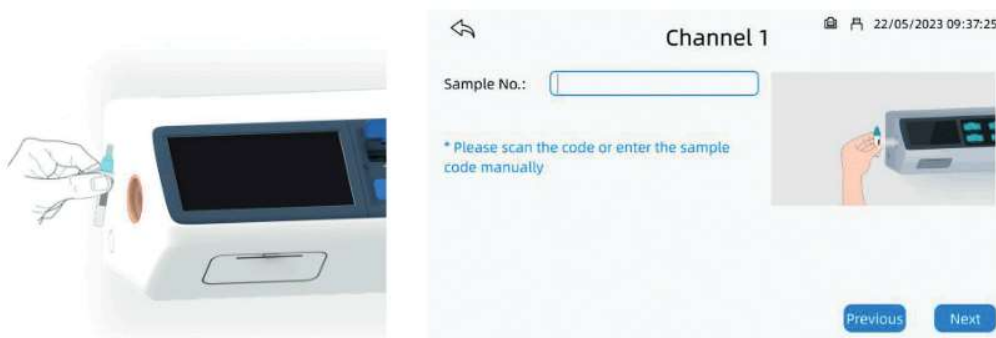 Channel 1
22/05/2023 09:37:25
Sample No.:
* Please scan the code or enter the sample
code manually
Previous
Next